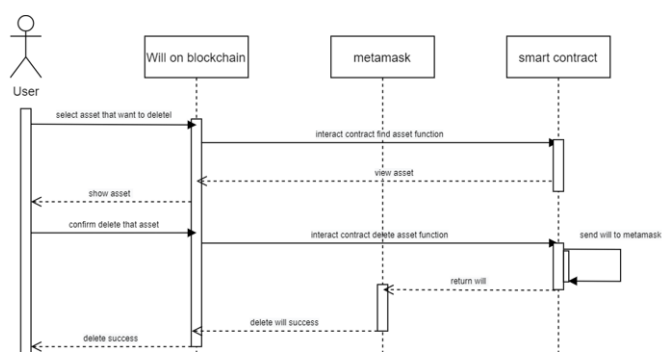 Will on blockchain
metamask
smart contract
User
select asset that want to deletel
interact contract find asset function
view asset
show asset
confirm delete that asset
interact contract delete asset function
send will to metamask
return will
delete will success
delete success